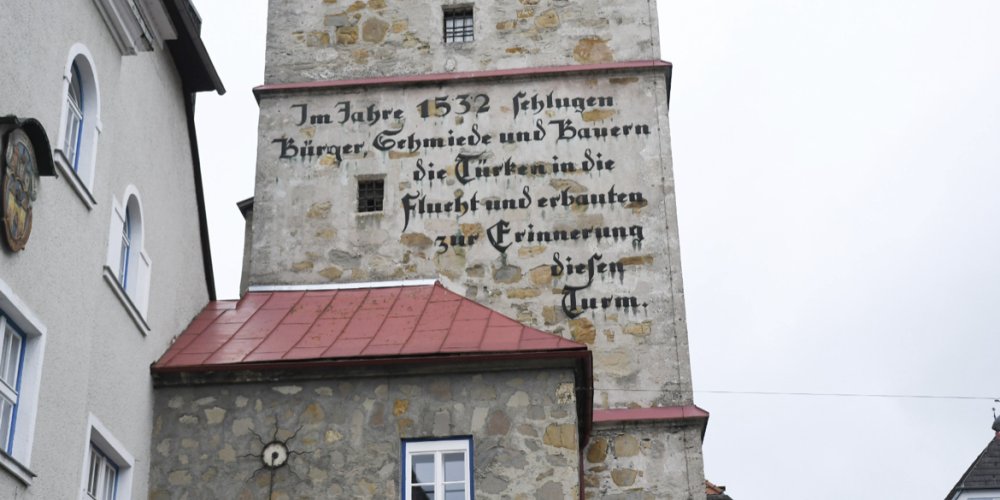 Im Jahre 1532 schlugen
Bürger, Schmiede und Bauern
die Türken in die
Flucht und erbauten
zur Erinnerung
diesen
Turm.